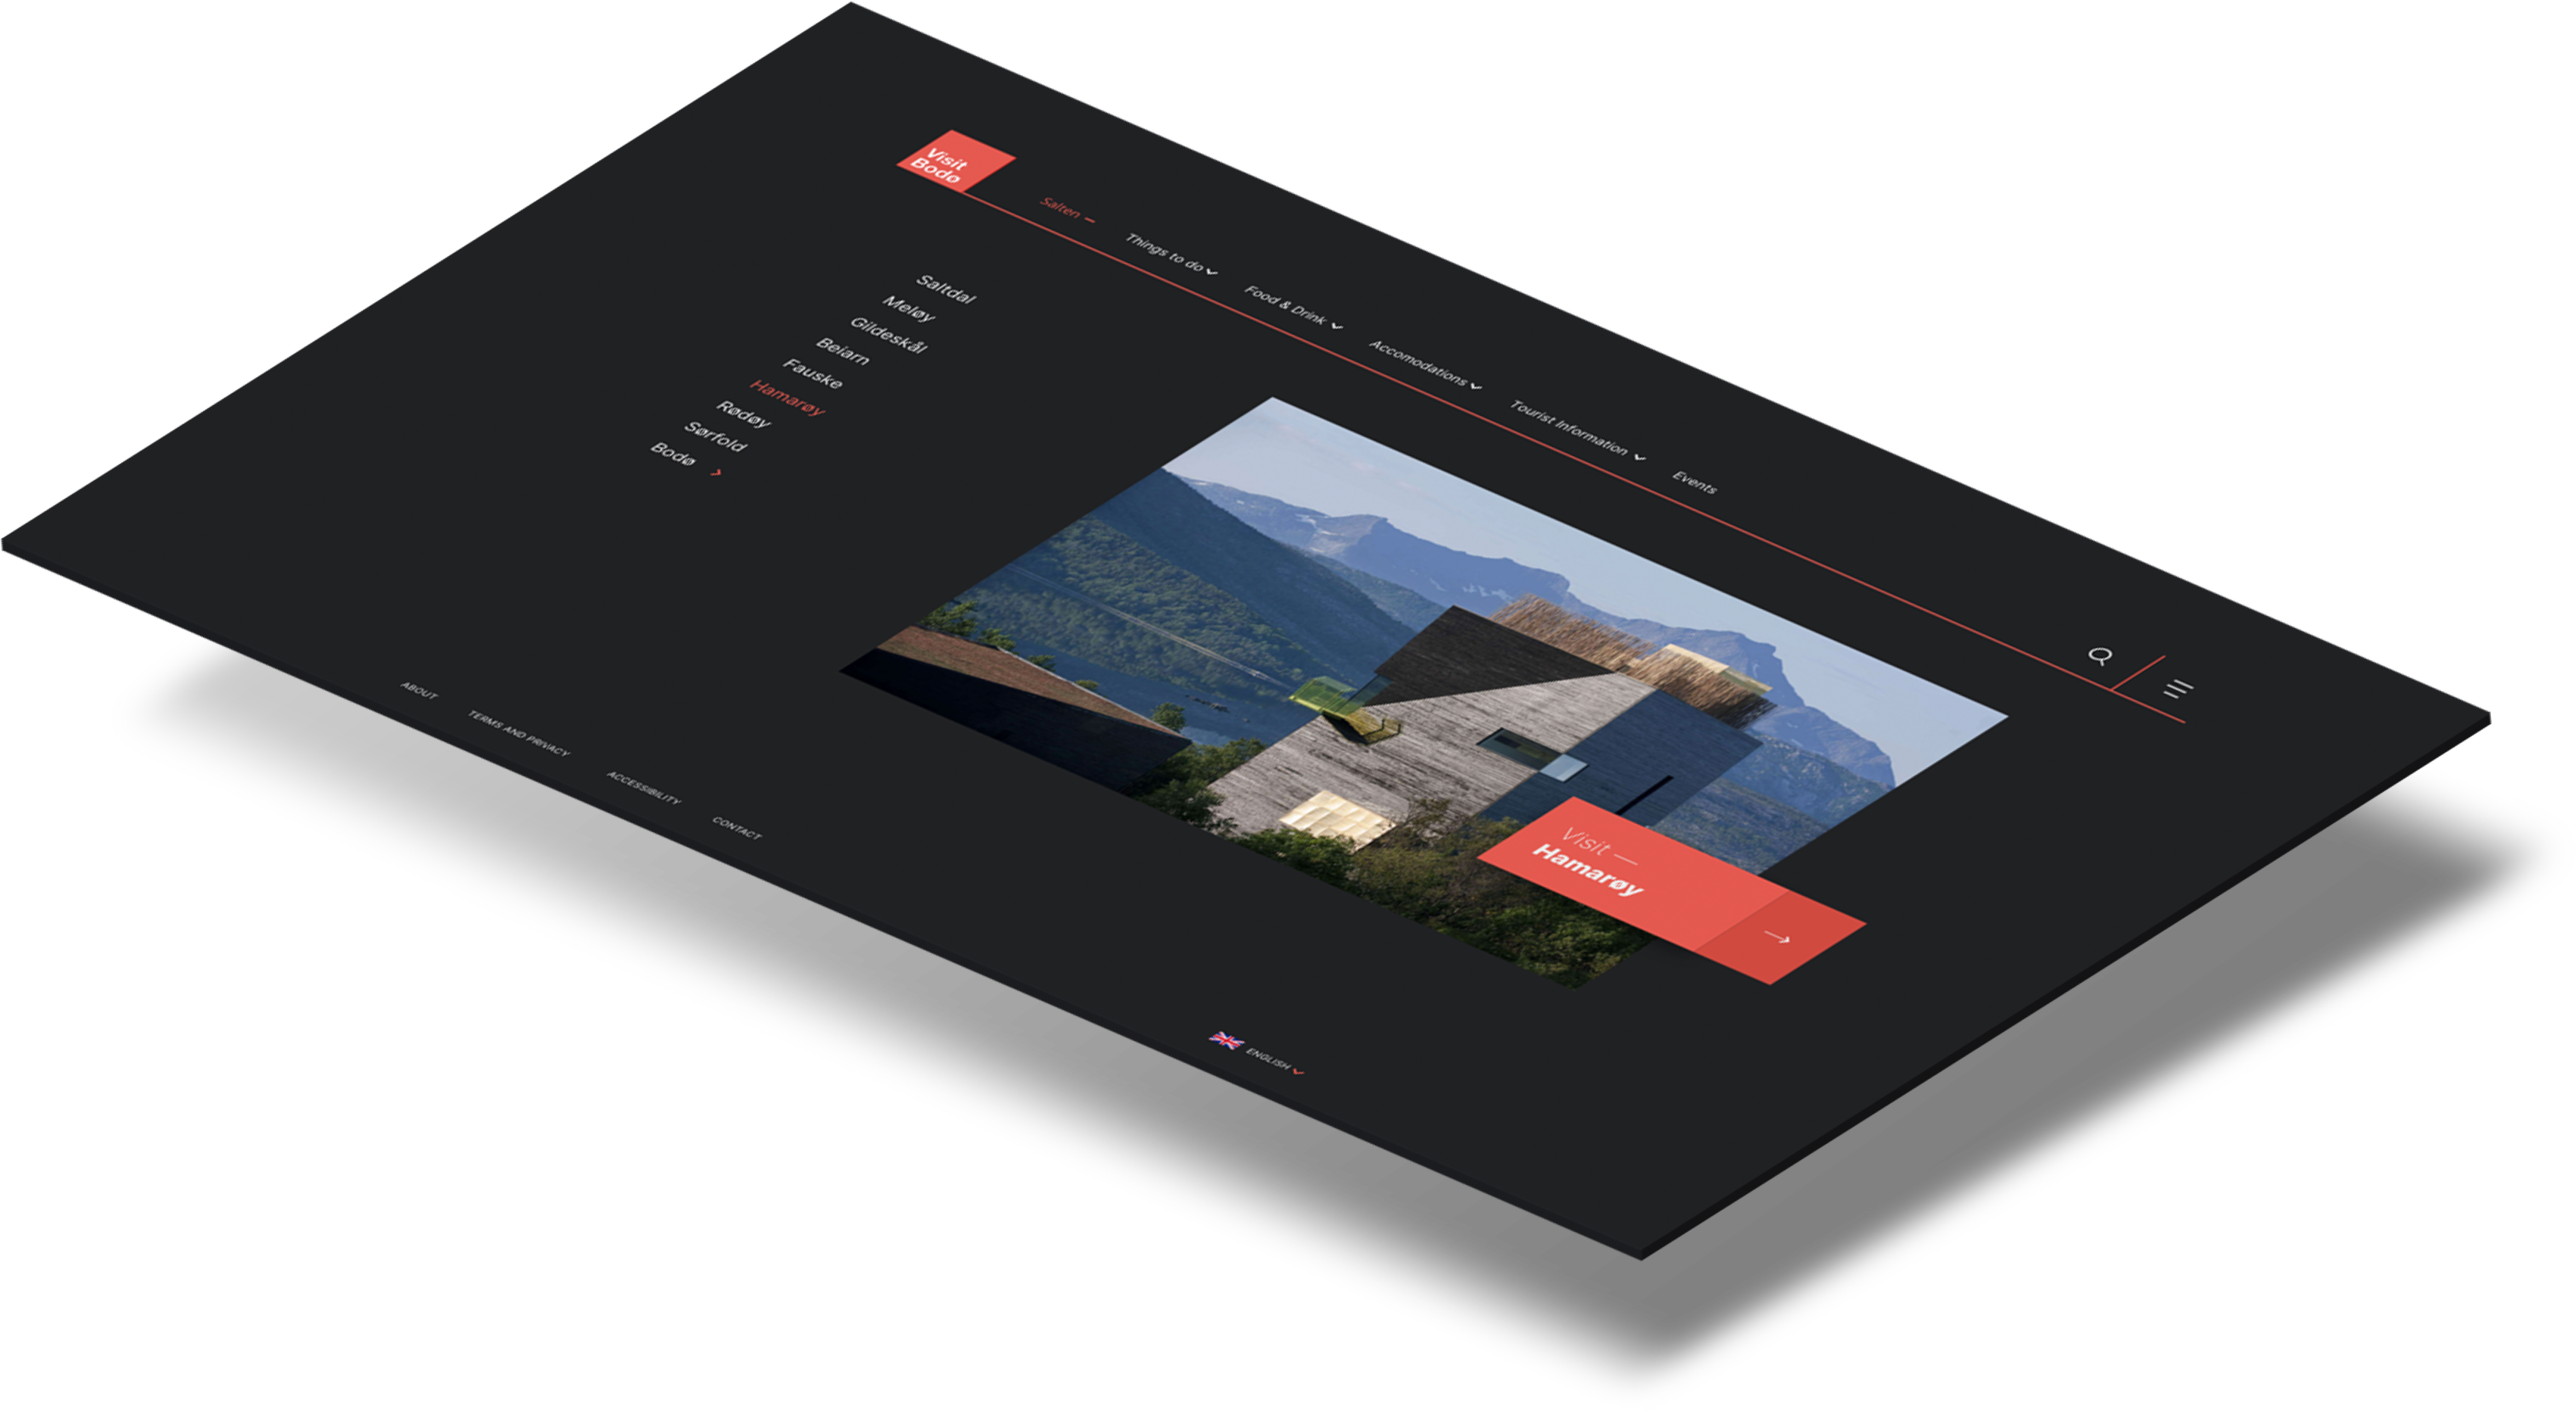 Visit
Bodø
Salten –
Things to do
Food & Drink
Accomodations
Tourist Information
Events
Saltdal
Meløy
Gildeskål
Beiarn
Fauske
Hamarøy
Rødøy
Sørfold
Bodø
Visit —
Hamarøy
ABOUT
TERMS AND PRIVACY
ACCESSIBILITY
CONTACT
ENGLISH